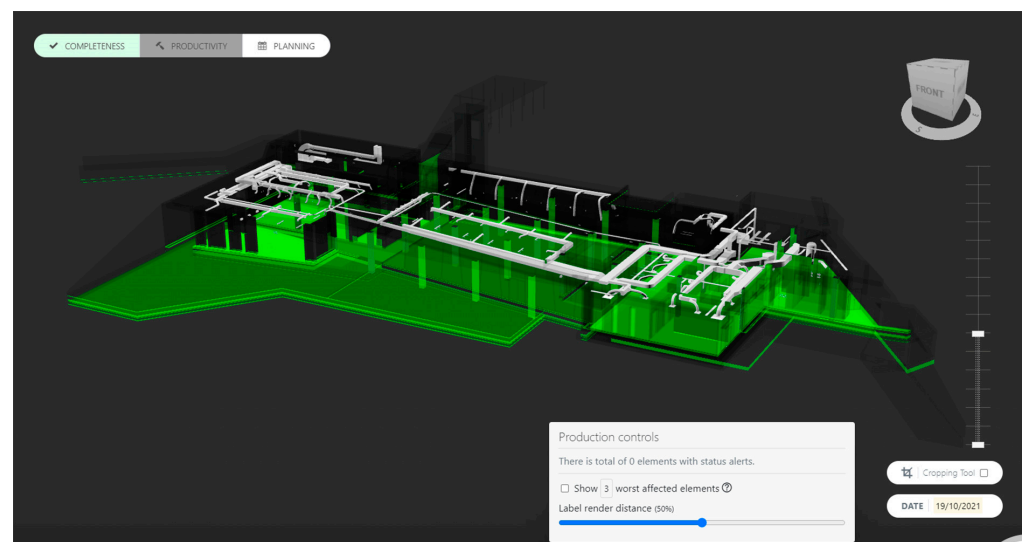 COMPLETENESS
PRODUCTIVITY
PLANNING
FRONT
S
Production controls
There is total of 0 elements with status alerts.
Show 3 worst affected elements ?
Label render distance (50%)
Cropping Tool
DATE 19/10/2021